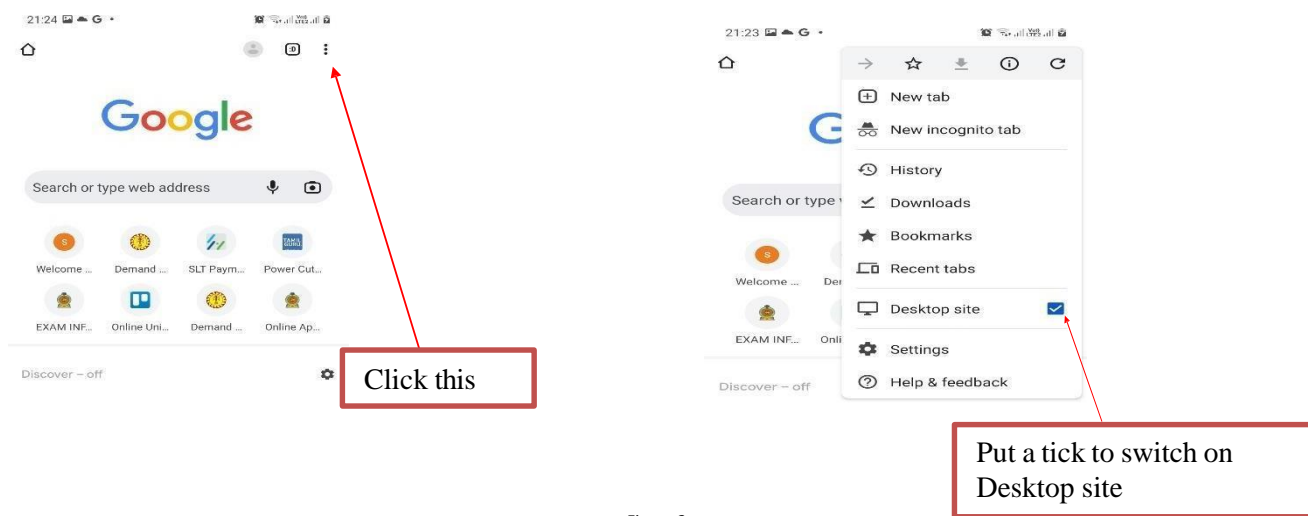 21:24 G
Google
Search or type web address
S
Welcome ... Demand ... SLT Paym... Power Cut...
EXAM INF... Online Uni... Demand ... Online Ap...
Discover – off
Click this
21:23 G
New tab
New incognito tab
History
Search or type
Downloads
Bookmarks
S
Recent tabs
Welcome ... Der
Desktop site
EXAM INF... Onli
Settings
Discover – off
Help & feedback
Put a tick to switch on
Desktop site